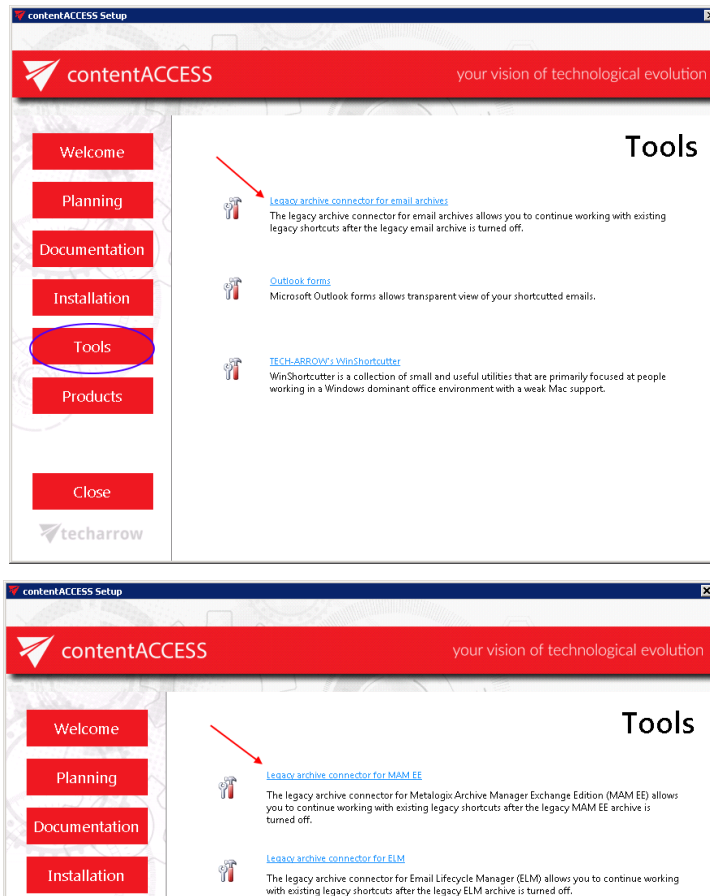 contentACCESS Setup
contentACCESS
your vision of technological evolution
Tools
Welcome
Planning
Documentation
Installation
Tools
Products
Close
techarrow
Legacy archive connector for email archives
The legacy archive connector for email archives allows you to continue working with existing
legacy shortcuts after the legacy email archive is turned off.
Outlook forms
Microsoft Outlook forms allows transparent view of your shortcutted emails.
TECH-ARROW's WinShortcutter
WinShortcutter is a collection of small and useful utilities that are primarily focused at people
working in a Windows dominant office environment with a weak Mac support.
contentACCESS Setup
contentACCESS
your vision of technological evolution
Tools
Welcome
Planning
Documentation
Installation
Legacy archive connector for MAM EE
The legacy archive connector for Metalogix Archive Manager Exchange Edition (MAM EE) allows
you to continue working with existing legacy shortcuts after the legacy MAM EE archive is
turned off.
Legacy archive connector for ELM
The legacy archive connector for Email Lifecycle Manager (ELM) allows you to continue working
with existing legacy shortcuts after the legacy ELM archive is turned off.